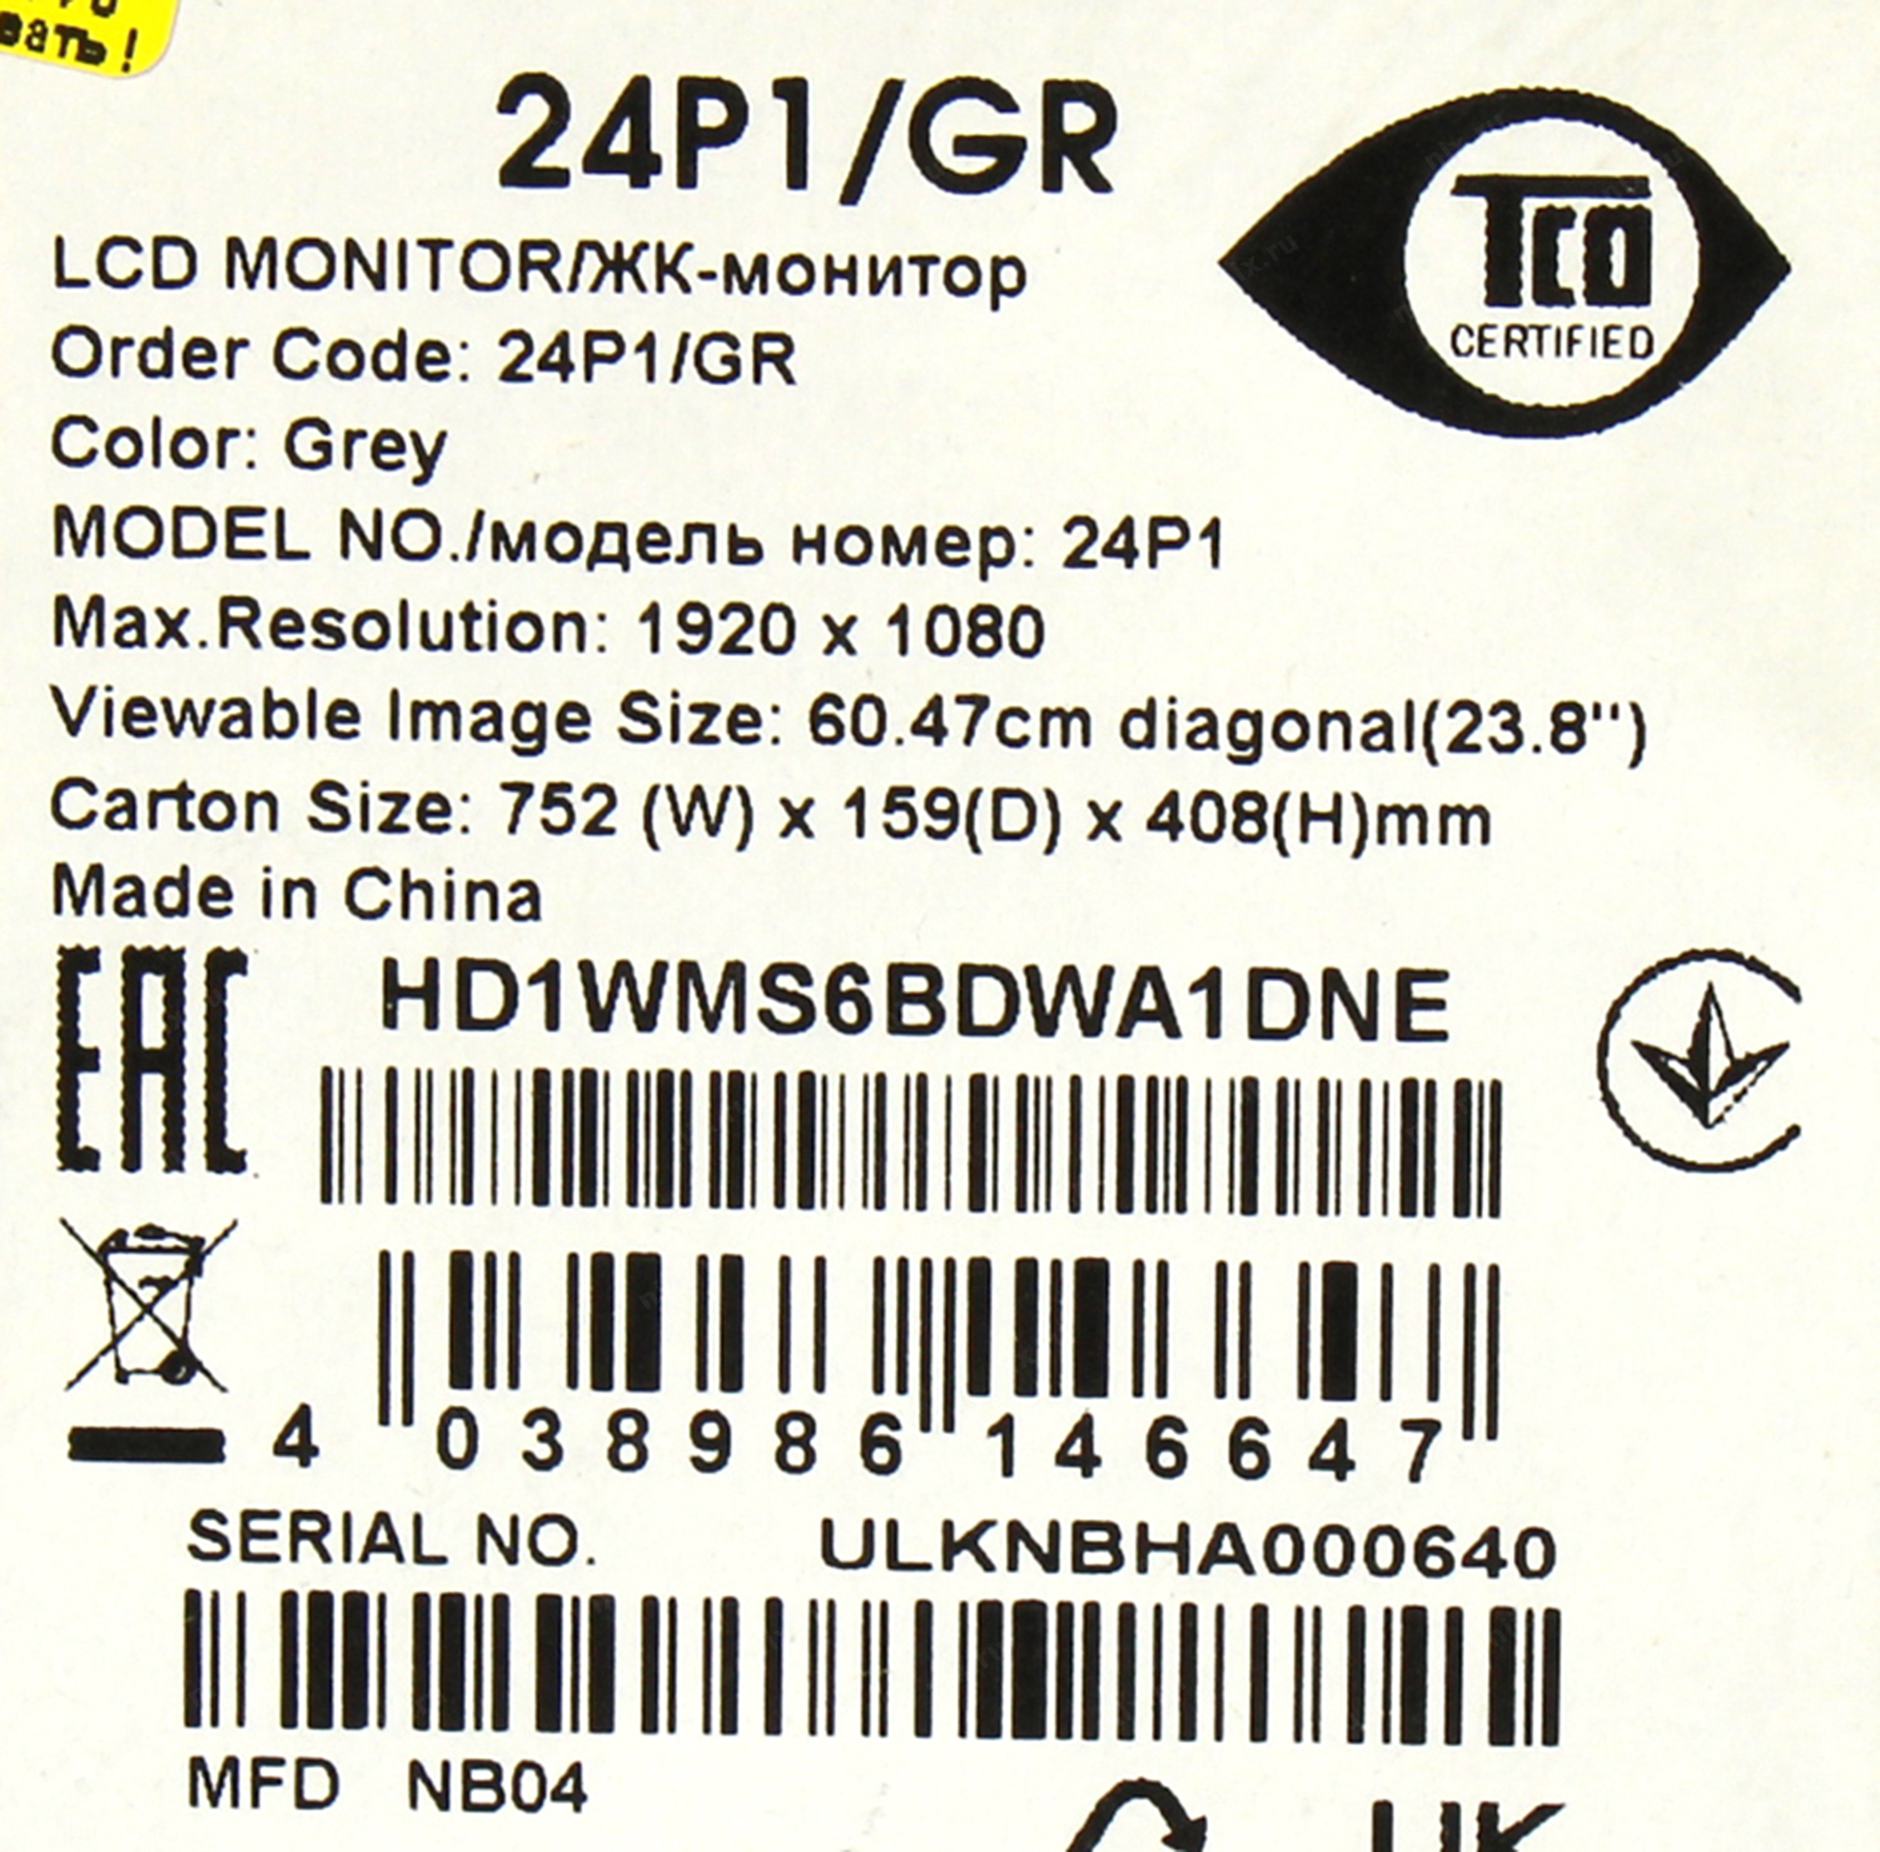 вать!
24P1/GR
TCO
CERTIFIED
LCD MONITOR/ЖК-монитор
Order Code: 24P1/GR
Color: Grey
MODEL NO./модель номер: 24P1
Max.Resolution: 1920 x 1080
Viewable Image Size: 60.47cm diagonal(23.8")
Carton Size: 752 (W) x 159(D) x 408(H)mm
Made in China
EAC
HD1WMS6BDWA1DNE
4 038986 146647
SERIAL NO. ULKNBHA000640
MFD NB04
UK